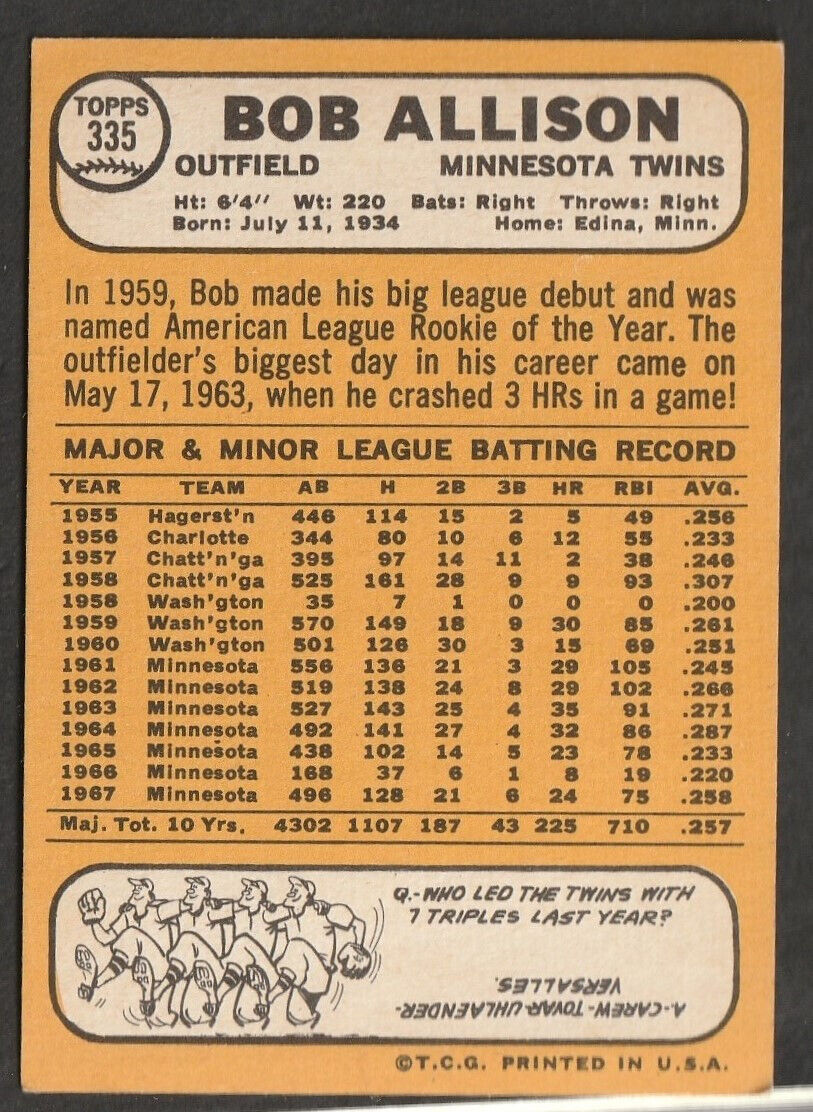 TOPPS
335
BOB ALLISON
OUTFIELD MINNESOTA TWINS
Ht: 6'4" Wt: 220 Bats: Right Throws: Right
Born: July 11, 1934 Home: Edina, Minn.
In 1959, Bob made his big league debut and was
named American League Rookie of the Year. The
outfielder's biggest day in his career came on
May 17, 1963, when he crashed 3 HRs in a game!
MAJOR & MINOR LEAGUE BATTING RECORD
YEAR TEAM AB H 2B 3B HR RBI AVG.
1955 Hagerst'n 446 114 15 2 5 49 .256
1956 Charlotte 344 80 10 6 12 55 .233
1957 Chatt'n'ga 395 97 14 11 2 38 .246
1958 Chatt'n'ga 525 161 28 9 9 93 .307
1958 Wash'gton 35 7 1 0 0 0 .200
1959 Wash'gton 570 149 18 9 30 85 .261
1960 Wash'gton 501 126 30 3 15 69 .251
1961 Minnesota 556 136 21 3 29 105 .245
1962 Minnesota 519 138 24 8 29 102 .266
1963 Minnesota 527 143 25 4 35 91 .271
1964 Minnesota 492 141 27 4 32 86 .287
1965 Minnesota 438 102 14 5 23 78 .233
1966 Minnesota 168 37 6 1 8 19 .220
1967 Minnesota 496 128 21 6 24 75 .258
Maj. Tot. 10 Yrs. 4302 1107 187 43 225 710 .257
Q.-WHO LED THE TWINS WITH
7 TRIPLES LAST YEAR?
A.-CAREW-TOVAR-UHLAENDER-
VERSALLES.
©T.C.G. PRINTED IN U.S.A.